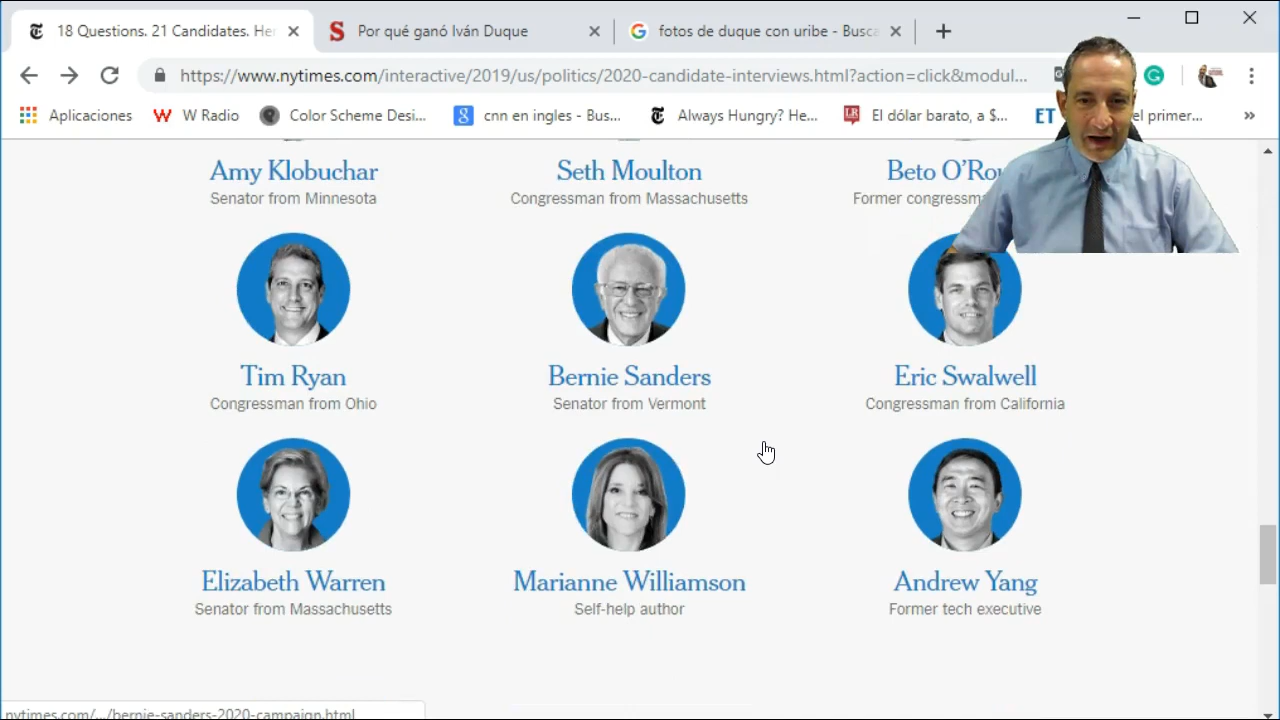 18 Questions. 21 Candidates. He
Por qué ganó Iván Duque
fotos de duque con uribe - Busca
https://www.nytimes.com/interactive/2019/us/politics/2020-candidate-interviews.html?action=click&modul...
Aplicaciones
W Radio
Color Scheme Desi...
cnn en ingles - Bus...
Always Hungry? He...
El dólar barato, a $...
ET
el primer...
Amy Klobuchar
Seth Moulton
Beto O'Rou
Senator from Minnesota
Congressman from Massachusetts
Former congressm
Tim Ryan
Bernie Sanders
Eric Swalwell
Congressman from Ohio
Senator from Vermont
Congressman from California
Elizabeth Warren
Marianne Williamson
Andrew Yang
Senator from Massachusetts
Self-help author
Former tech executive
nytimes.com/.../bernie-sanders-2020-campaign.html